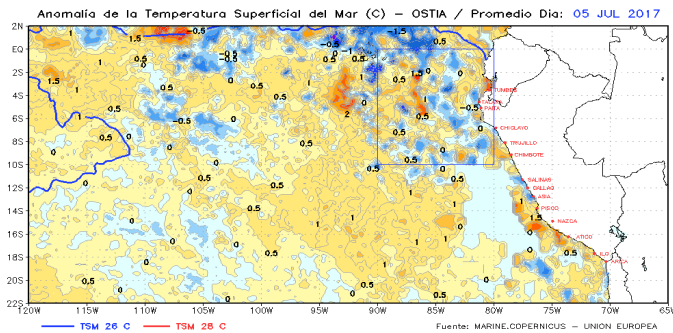 Anomalía de la Temperatura Superficial del Mar (C) – OSTIA / Promedio Dia: 05 JUL 2017
2N
EQ
2S
4S
6S
8S
10S
12S
14S
16S
18S
20S
22S
TUMBES
TALARA
PAITA
CHICLAYO
TRUJILLO
CHIMBOTE
SALINAS
CALLAO
ASIA
PISCO
NAZCA
ATICO
ILO
ARICA
120W 115W 110W 105W 100W 95W 90W 85W 80W 75W 70W 65W
TSM 26 C TSM 28 C Fuente: MARINE.COPERNICUS – UNION EUROPEA